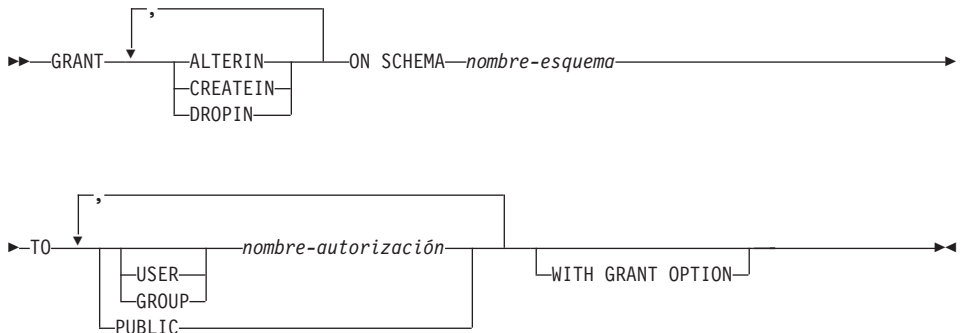 ,
GRANT ALTERIN ON SCHEMA nombre-esquema
CREATEIN
DROPIN
,
TO nombre-autorización
USER WITH GRANT OPTION
GROUP
PUBLIC